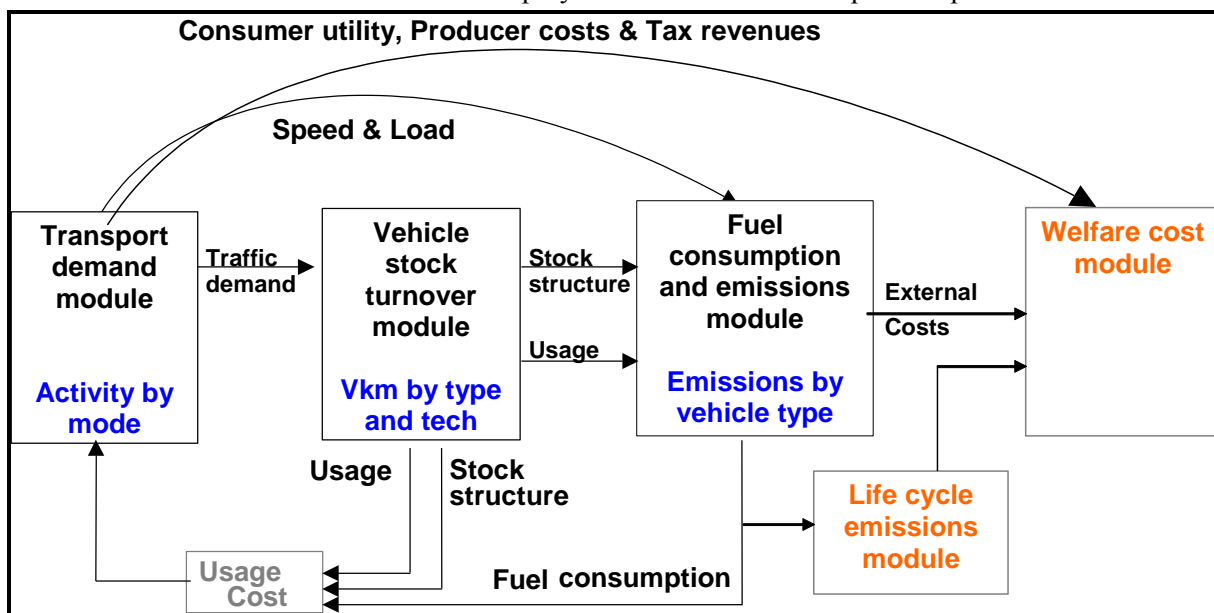 Consumer utility, Producer costs & Tax revenues
Speed & Load
Transport
demand
module
Activity by
mode
Traffic
demand
Vehicle
stock
turnover
module
Vkm by type
and tech
Stock
structure
Usage
Fuel
consumption
and emissions
module
Emissions by
vehicle type
External
Costs
Welfare cost
module
Usage
Stock
structure
Life cycle
emissions
module
Usage
Cost
Fuel consumption